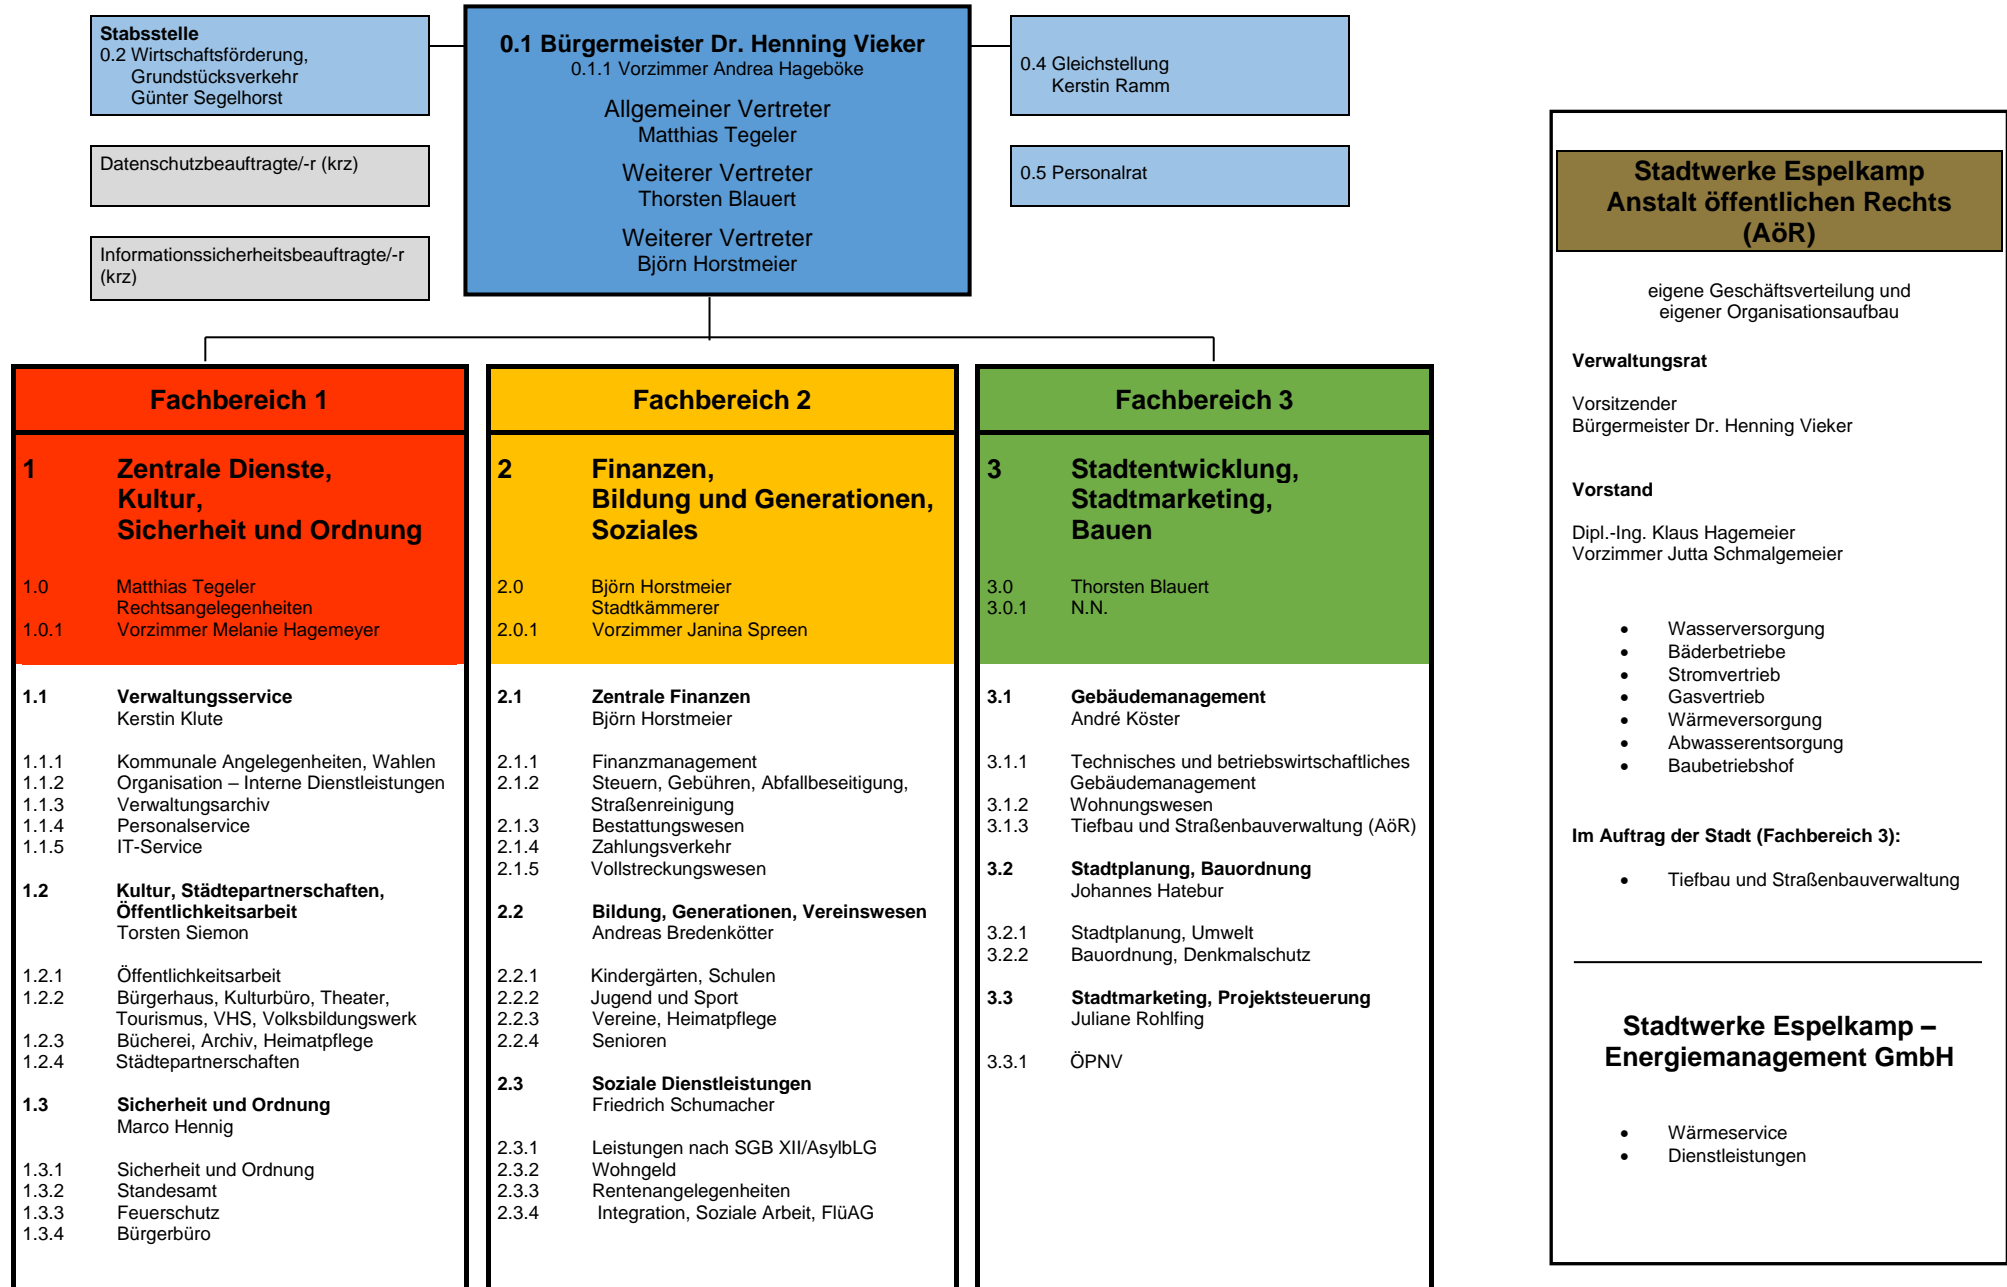 Stabsstelle
0.2 Wirtschaftsförderung,
Grundstücksverkehr
Günter Segelhorst
Datenschutzbeauftragte/-r (krz)
Informationssicherheitsbeauftragte/-r
(krz)
0.1 Bürgermeister Dr. Henning Vieker
0.1.1 Vorzimmer Andrea Hageböke
Allgemeiner Vertreter
Matthias Tegeler
Weiterer Vertreter
Thorsten Blauert
Weiterer Vertreter
Björn Horstmeier
0.4 Gleichstellung
Kerstin Ramm
0.5 Personalrat
Fachbereich 1
1 Zentrale Dienste,
Kultur,
Sicherheit und Ordnung
1.0 Matthias Tegeler
Rechtsangelegenheiten
1.0.1 Vorzimmer Melanie Hagemeyer
1.1 Verwaltungsservice
Kerstin Klute
1.1.1 Kommunale Angelegenheiten, Wahlen
1.1.2 Organisation – Interne Dienstleistungen
1.1.3 Verwaltungsarchiv
1.1.4 Personalservice
1.1.5 IT-Service
1.2 Kultur, Städtepartnerschaften,
Öffentlichkeitsarbeit
Torsten Siemon
1.2.1 Öffentlichkeitsarbeit
1.2.2 Bürgerhaus, Kulturbüro, Theater,
Tourismus, VHS, Volksbildungswerk
1.2.3 Bücherei, Archiv, Heimatpflege
1.2.4 Städtepartnerschaften
1.3 Sicherheit und Ordnung
Marco Hennig
1.3.1 Sicherheit und Ordnung
1.3.2 Standesamt
1.3.3 Feuerschutz
1.3.4 Bürgerbüro
Fachbereich 2
2 Finanzen,
Bildung und Generationen,
Soziales
2.0 Björn Horstmeier
Stadtkämmerer
2.0.1 Vorzimmer Janina Spreen
2.1 Zentrale Finanzen
Björn Horstmeier
2.1.1 Finanzmanagement
2.1.2 Steuern, Gebühren, Abfallbeseitigung,
Straßenreinigung
2.1.3 Bestattungswesen
2.1.4 Zahlungsverkehr
2.1.5 Vollstreckungswesen
2.2 Bildung, Generationen, Vereinswesen
Andreas Bredenkötter
2.2.1 Kindergärten, Schulen
2.2.2 Jugend und Sport
2.2.3 Vereine, Heimatpflege
2.2.4 Senioren
2.3 Soziale Dienstleistungen
Friedrich Schumacher
2.3.1 Leistungen nach SGB XII/AsylbLG
2.3.2 Wohngeld
2.3.3 Rentenangelegenheiten
2.3.4 Integration, Soziale Arbeit, FlüAG
Fachbereich 3
3 Stadtentwicklung,
Stadtmarketing,
Bauen
3.0 Thorsten Blauert
3.0.1 N.N.
3.1 Gebäudemanagement
André Köster
3.1.1 Technisches und betriebswirtschaftliches
Gebäudemanagement
3.1.2 Wohnungswesen
3.1.3 Tiefbau und Straßenbauverwaltung (AöR)
3.2 Stadtplanung, Bauordnung
Johannes Hatebur
3.2.1 Stadtplanung, Umwelt
3.2.2 Bauordnung, Denkmalschutz
3.3 Stadtmarketing, Projektsteuerung
Juliane Rohlfing
3.3.1 ÖPNV
Stadtwerke Espelkamp
Anstalt öffentlichen Rechts
(AöR)
eigene Geschäftsverteilung und
eigener Organisationsaufbau
Verwaltungsrat
Vorsitzender
Bürgermeister Dr. Henning Vieker
Vorstand
Dipl.-Ing. Klaus Hagemeier
Vorzimmer Jutta Schmalgemeier
• Wasserversorgung
• Bäderbetriebe
• Stromvertrieb
• Gasvertrieb
• Wärmeversorgung
• Abwasserentsorgung
• Baubetriebshof
Im Auftrag der Stadt (Fachbereich 3):
• Tiefbau und Straßenbauverwaltung
Stadtwerke Espelkamp –
Energiemanagement GmbH
• Wärmeservice
• Dienstleistungen